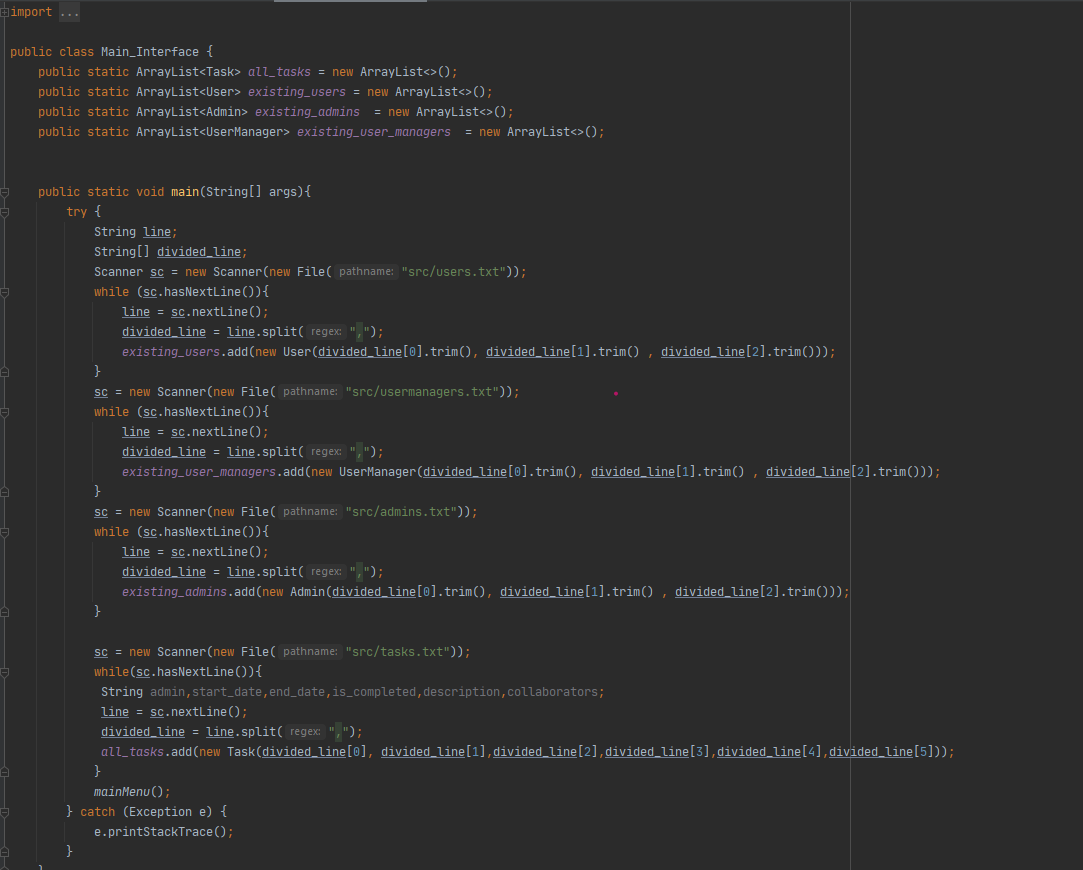 import ...
public class Main_Interface {
public static ArrayList<Task> all_tasks = new ArrayList<>();
public static ArrayList<User> existing_users = new ArrayList<>();
public static ArrayList<Admin> existing_admins  = new ArrayList<>();
public static ArrayList<UserManager> existing_user_managers  = new ArrayList<>();
public static void main(String[] args){
try {
String line;
String[] divided_line;
Scanner sc = new Scanner(new File( pathname: "src/users.txt"));
while (sc.hasNextLine()){
line = sc.nextLine();
divided_line = line.split( regex: ",");
existing_users.add(new User(divided_line[0].trim(), divided_line[1].trim() , divided_line[2].trim()));
}
sc = new Scanner(new File( pathname: "src/usermanagers.txt"));
while (sc.hasNextLine()){
line = sc.nextLine();
divided_line = line.split( regex: ",");
existing_user_managers.add(new UserManager(divided_line[0].trim(), divided_line[1].trim() , divided_line[2].trim()));
}
sc = new Scanner(new File( pathname: "src/admins.txt"));
while (sc.hasNextLine()){
line = sc.nextLine();
divided_line = line.split( regex: ",");
existing_admins.add(new Admin(divided_line[0].trim(), divided_line[1].trim() , divided_line[2].trim()));
}
sc = new Scanner(new File( pathname: "src/tasks.txt"));
while(sc.hasNextLine()){
String admin,start_date,end_date,is_completed,description,collaborators;
line = sc.nextLine();
divided_line = line.split( regex: ",");
all_tasks.add(new Task(divided_line[0], divided_line[1],divided_line[2],divided_line[3],divided_line[4],divided_line[5]));
}
mainMenu();
} catch (Exception e) {
e.printStackTrace();
}